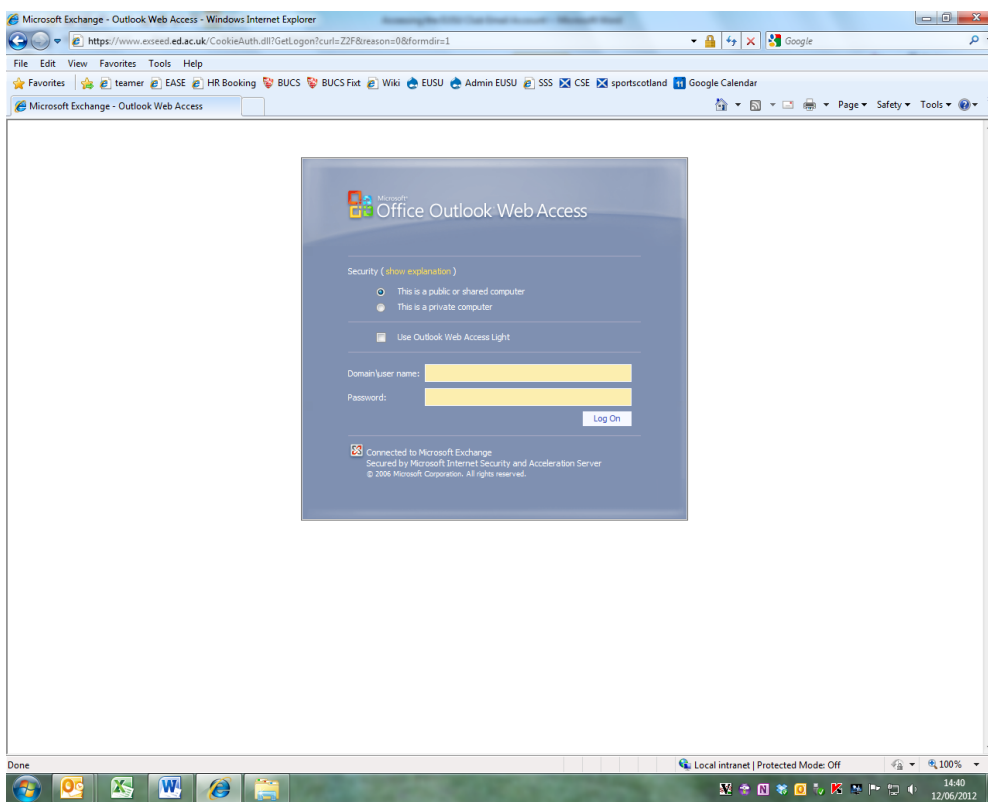 Microsoft Exchange - Outlook Web Access - Windows Internet Explorer
https://www.exseed.ed.ac.uk/CookieAuth.dll?GetLogon?curl=Z2F&reason=0&formdir=1
Google
File Edit View Favorites Tools Help
Favorites teamer EASE HR Booking BUCS BUCS Fixt Wiki EUSU Admin EUSU SSS CSE sportscotland 11 Google Calendar
Microsoft Exchange - Outlook Web Access
Page Safety Tools
Microsoft
Office Outlook Web Access
Security ( show explanation )
This is a public or shared computer
This is a private computer
Use Outlook Web Access Light
Domain\user name:
Password:
Log On
Connected to Microsoft Exchange
Secured by Microsoft Internet Security and Acceleration Server
© 2006 Microsoft Corporation. All rights reserved.
Done
Local intranet | Protected Mode: Off
100%
14:40
12/06/2012